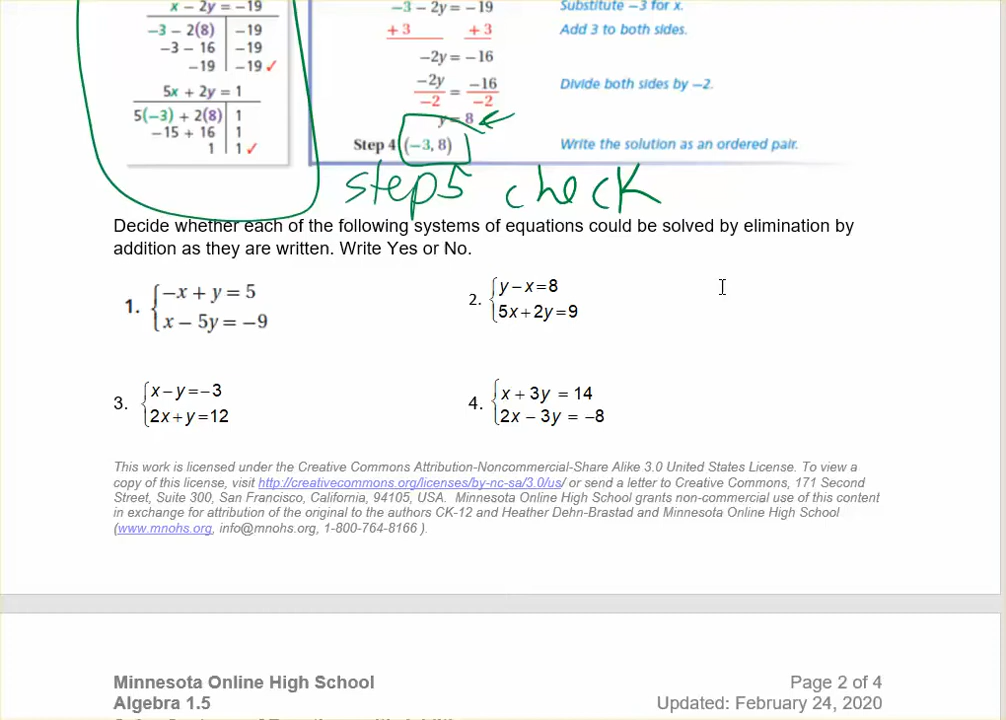 x − 2y = −19
−3 − 2(8) | −19
−3 − 16 | −19
−19 | −19 ✓
5x + 2y = 1
5(−3) + 2(8) | 1
−15 + 16 | 1
1 | 1 ✓
−3 − 2y = −19 Substitute −3 for x.
+3 +3 Add 3 to both sides.
−2y = −16
−2y/−2 = −16/−2 Divide both sides by −2.
y = 8
Step 4 (−3, 8) Write the solution as an ordered pair.
step5 check
Decide whether each of the following systems of equations could be solved by elimination by
addition as they are written. Write Yes or No.
1. −x + y = 5
x − 5y = −9
2. y − x = 8
5x + 2y = 9
3. x − y = −3
2x + y = 12
4. x + 3y = 14
2x − 3y = −8
This work is licensed under the Creative Commons Attribution-Noncommercial-Share Alike 3.0 United States License. To view a
copy of this license, visit http://creativecommons.org/licenses/by-nc-sa/3.0/us/ or send a letter to Creative Commons, 171 Second
Street, Suite 300, San Francisco, California, 94105, USA. Minnesota Online High School grants non-commercial use of this content
in exchange for attribution of the original to the authors CK-12 and Heather Dehn-Brastad and Minnesota Online High School
(www.mnohs.org, info@mnohs.org, 1-800-764-8166 ).
Minnesota Online High School Page 2 of 4
Algebra 1.5 Updated: February 24, 2020